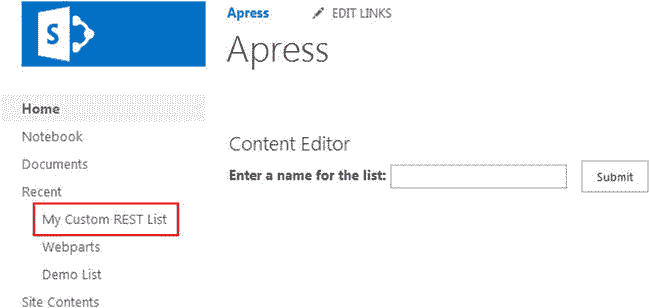 S
Apress EDIT LINKS
Apress
Home
Notebook
Documents
Recent
My Custom REST List
Webparts
Demo List
Site Contents
Content Editor
Enter a name for the list: Submit